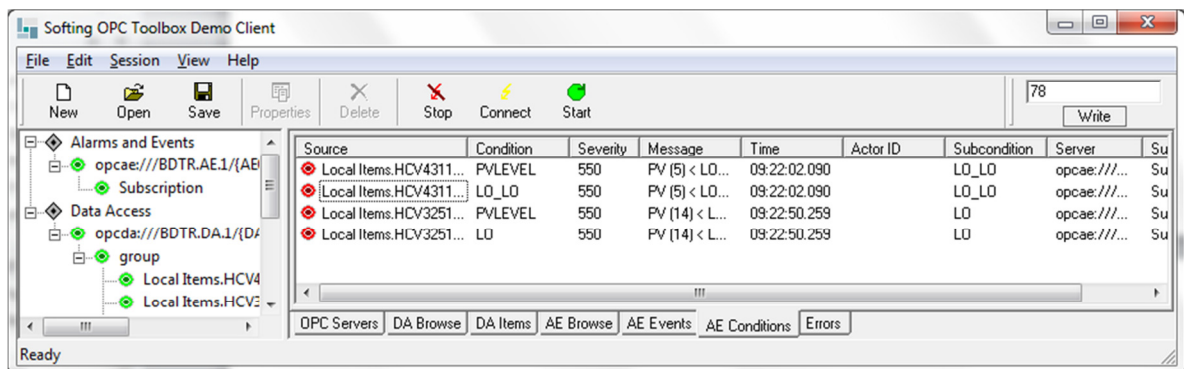 Softing OPC Toolbox Demo Client
File Edit Session View Help
New Open Save Properties Delete Stop Connect Start
78
Write
Alarms and Events
opcae:///BDTR.AE.1/{AE
Subscription
Data Access
opcda:///BDTR.DA.1/{DA
group
Local Items.HCV4
Local Items.HCV3
Source Condition Severity Message Time Actor ID Subcondition Server Su
Local Items.HCV4311... PVLEVEL 550 PV (5) < LO... 09:22:02.090 LO_LO opcae:///... Su
Local Items.HCV4311... LO_LO 550 PV (5) < LO... 09:22:02.090 LO_LO opcae:///... Su
Local Items.HCV3251... PVLEVEL 550 PV (14) < L... 09:22:50.259 LO opcae:///... Su
Local Items.HCV3251... LO 550 PV (14) < L... 09:22:50.259 LO opcae:///... Su
OPC Servers DA Browse DA Items AE Browse AE Events AE Conditions Errors
Ready